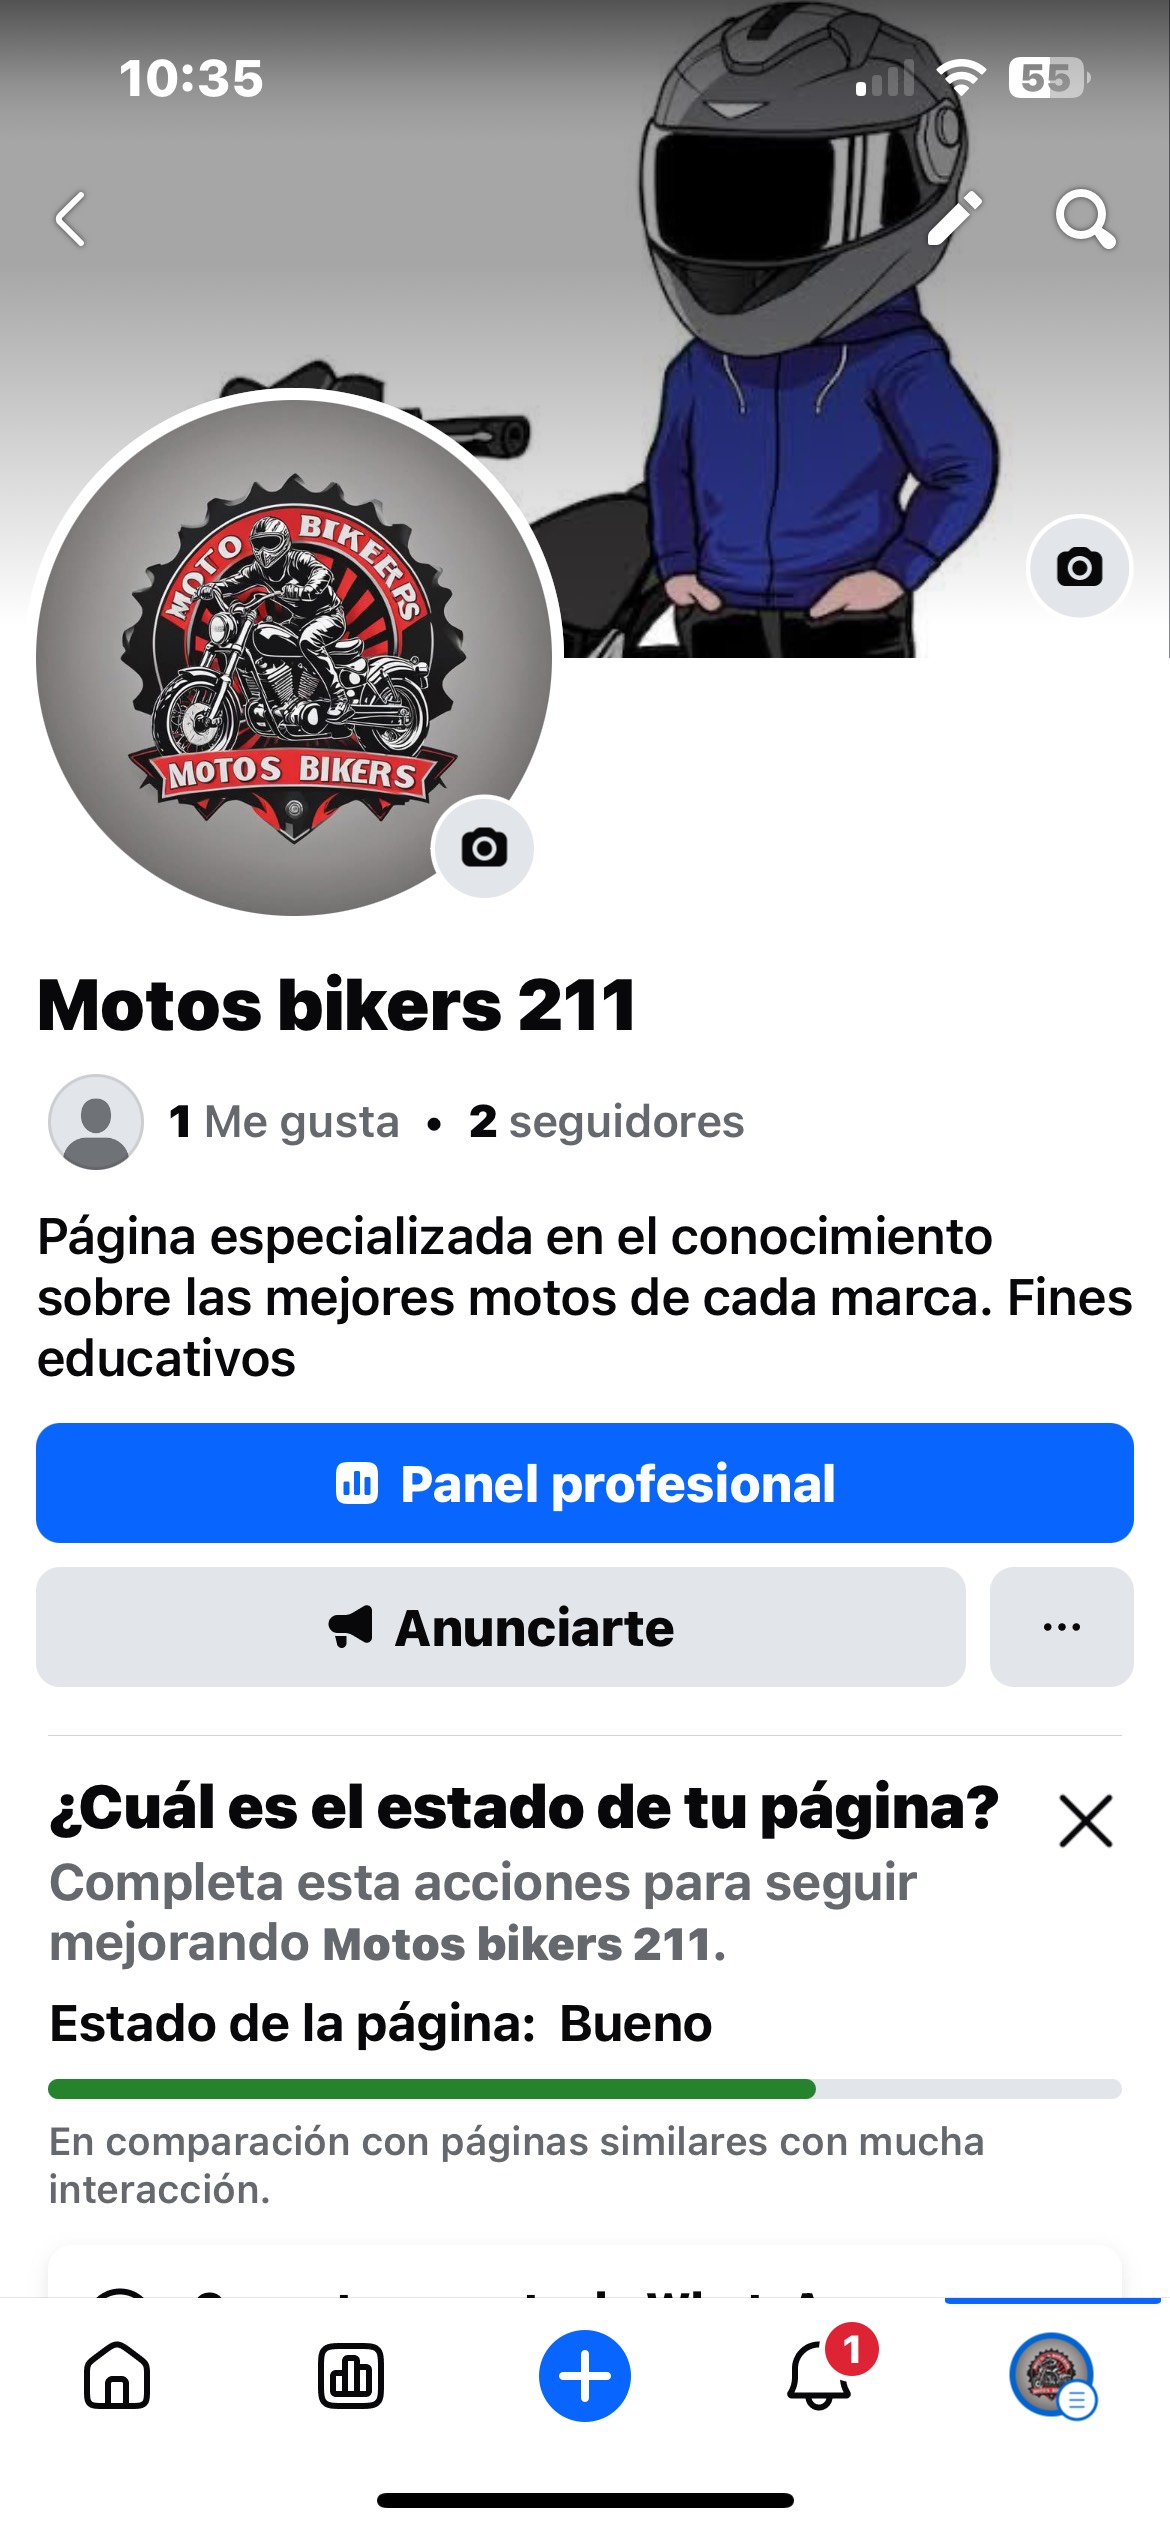 10:35
55
MOTO BIKERPS
MOTOS BIKERS
Motos bikers 211
1 Me gusta • 2 seguidores
Página especializada en el conocimiento
sobre las mejores motos de cada marca. Fines
educativos
Panel profesional
Anunciarte
¿Cuál es el estado de tu página?
Completa esta acciones para seguir
mejorando Motos bikers 211.
Estado de la página: Bueno
En comparación con páginas similares con mucha
interacción.
1